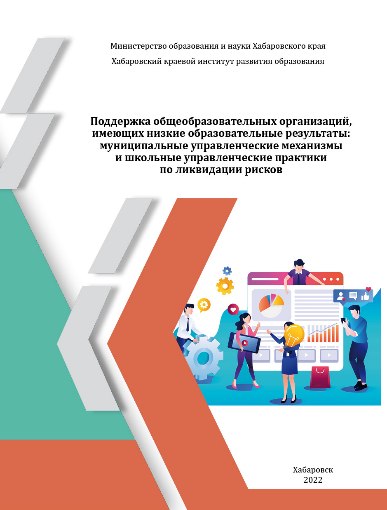 Министерство образования и науки Хабаровского края
Хабаровский краевой институт развития образования
Поддержка общеобразовательных организаций,
имеющих низкие образовательные результаты:
муниципальные управленческие механизмы
и школьные управленческие практики
по ликвидации рисков
Хабаровск
2022